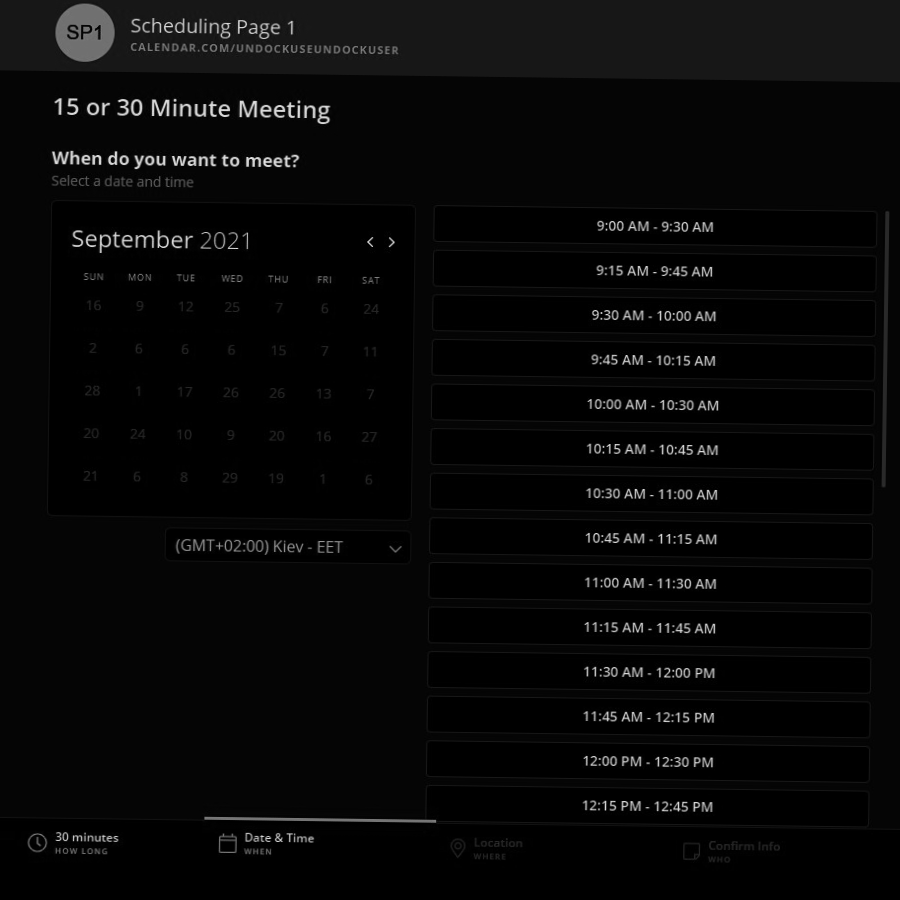 SP1
Scheduling Page 1
CALENDAR.COM/UNDOCKUSEUNDOCKUSER
15 or 30 Minute Meeting
When do you want to meet?
Select a date and time
September 2021
SUN MON TUE WED THU FRI SAT
16 9 12 25 7 6 24
2 6 6 6 15 7 11
28 1 17 26 26 13 7
20 24 10 9 20 16 27
21 6 8 29 19 1 6
(GMT+02:00) Kiev - EET
9:00 AM - 9:30 AM
9:15 AM - 9:45 AM
9:30 AM - 10:00 AM
9:45 AM - 10:15 AM
10:00 AM - 10:30 AM
10:15 AM - 10:45 AM
10:30 AM - 11:00 AM
10:45 AM - 11:15 AM
11:00 AM - 11:30 AM
11:15 AM - 11:45 AM
11:30 AM - 12:00 PM
11:45 AM - 12:15 PM
12:00 PM - 12:30 PM
12:15 PM - 12:45 PM
30 minutes
HOW LONG
Date & Time
WHEN
Location
WHERE
Confirm Info
WHO